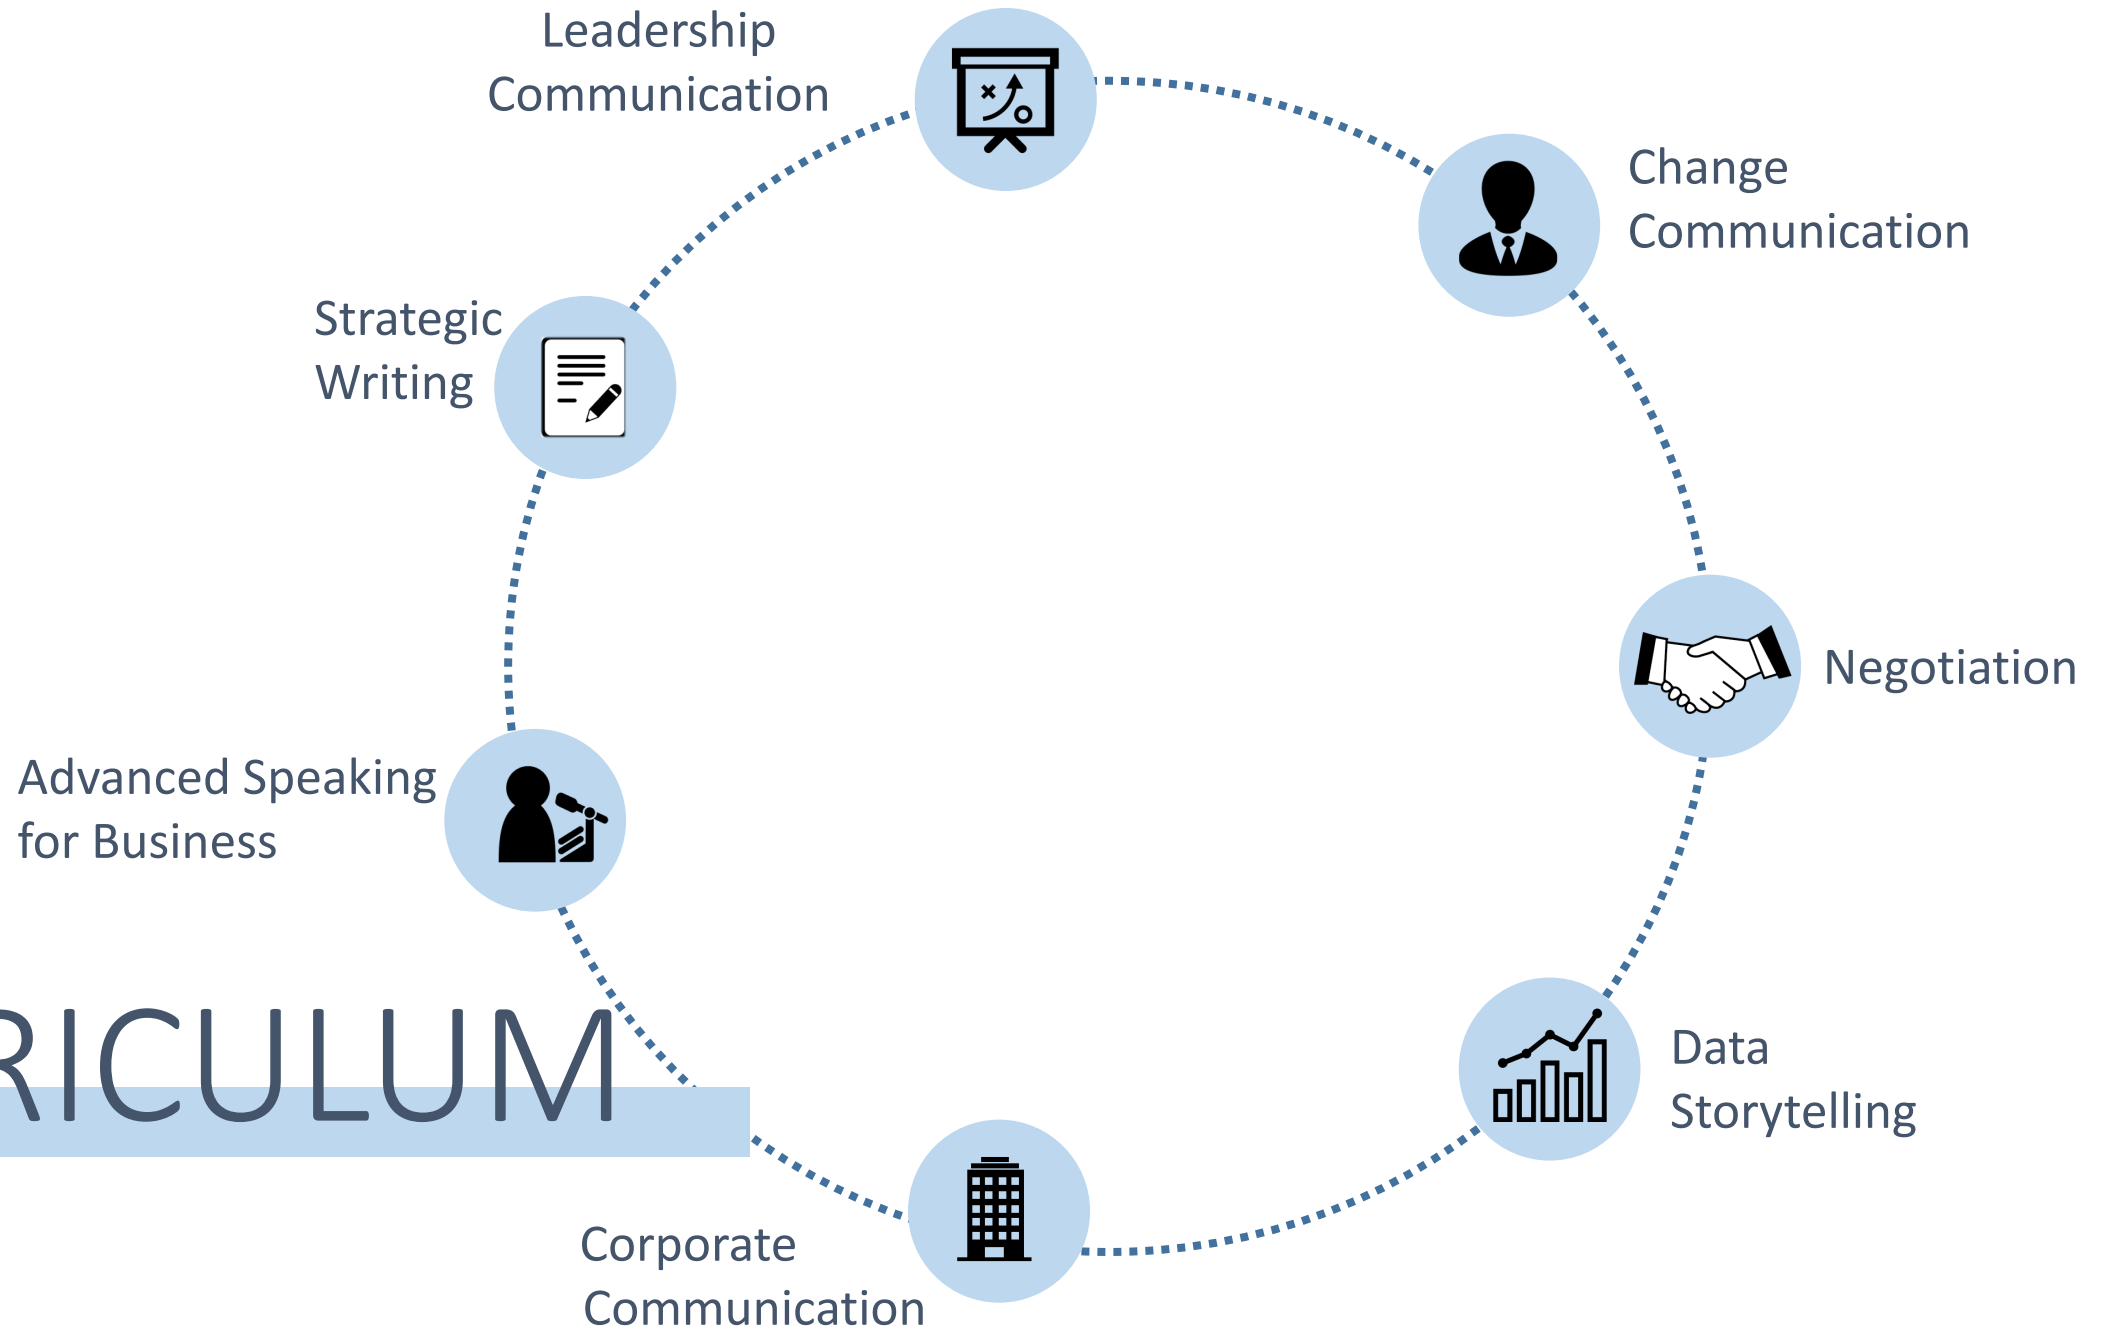 Leadership
Communication
Change
Communication
Strategic
Writing
Negotiation
Advanced Speaking
for Business
RICULUM
Data
Storytelling
Corporate
Communication